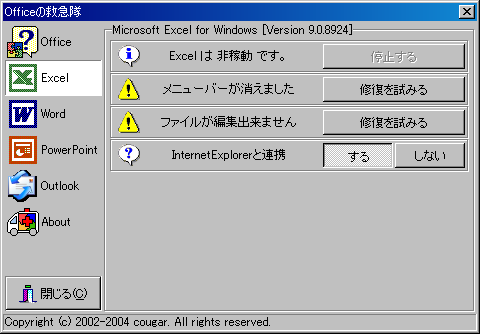 Officeの救急隊
Office
Excel
Word
PowerPoint
Outlook
About
閉じる(C)
Microsoft Excel for Windows [Version 9.0.8924]
Excel は 非稼動 です。
停止する
メニューバーが消えました
修復を試みる
ファイルが編集出来ません
修復を試みる
InternetExplorerと連携
する
しない
Copyright (c) 2002-2004 cougar. All rights reserved.